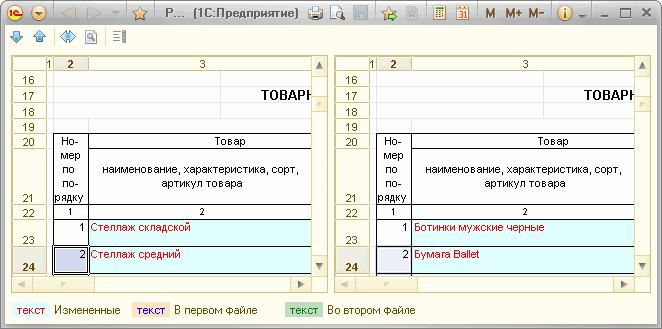 Р... (1С:Предприятие) M M+ M-
1 2 3
16
17 ТОВАРН
18
19
20 Но-мер по по-рядку Товар
21 наименование, характеристика, сорт, артикул товара
22 1 2
23 1 Стеллаж складской
24 2 Стеллаж средний
1 2 3
16
17 ТОВАР
18
19
20 Но-мер по по-рядку Товар
21 наименование, характеристика, сорт, артикул товара
22 1 2
23 1 Ботинки мужские черные
24 2 Бумага Ballet
текст Измененные текст В первом файле текст Во втором файле